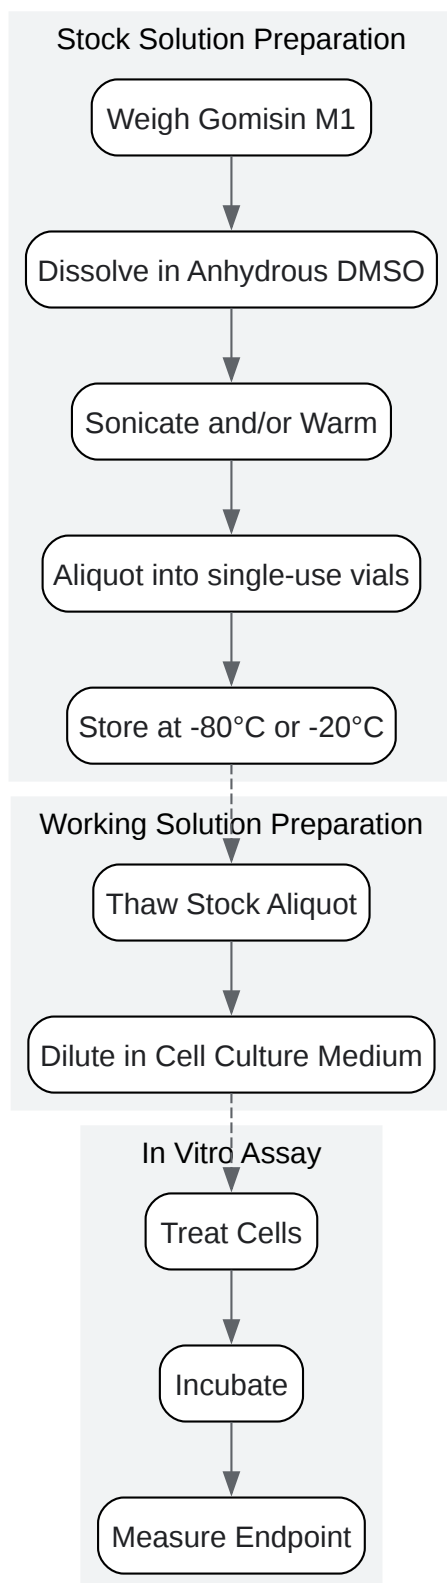 Stock Solution Preparation
Weigh Gomisin M1
Dissolve in Anhydrous DMSO
Sonicate and/or Warm
Aliquot into single-use vials
Store at -80°C or -20°C
Working Solution Preparation
Thaw Stock Aliquot
Dilute in Cell Culture Medium
In Vitro Assay
Treat Cells
Incubate
Measure Endpoint